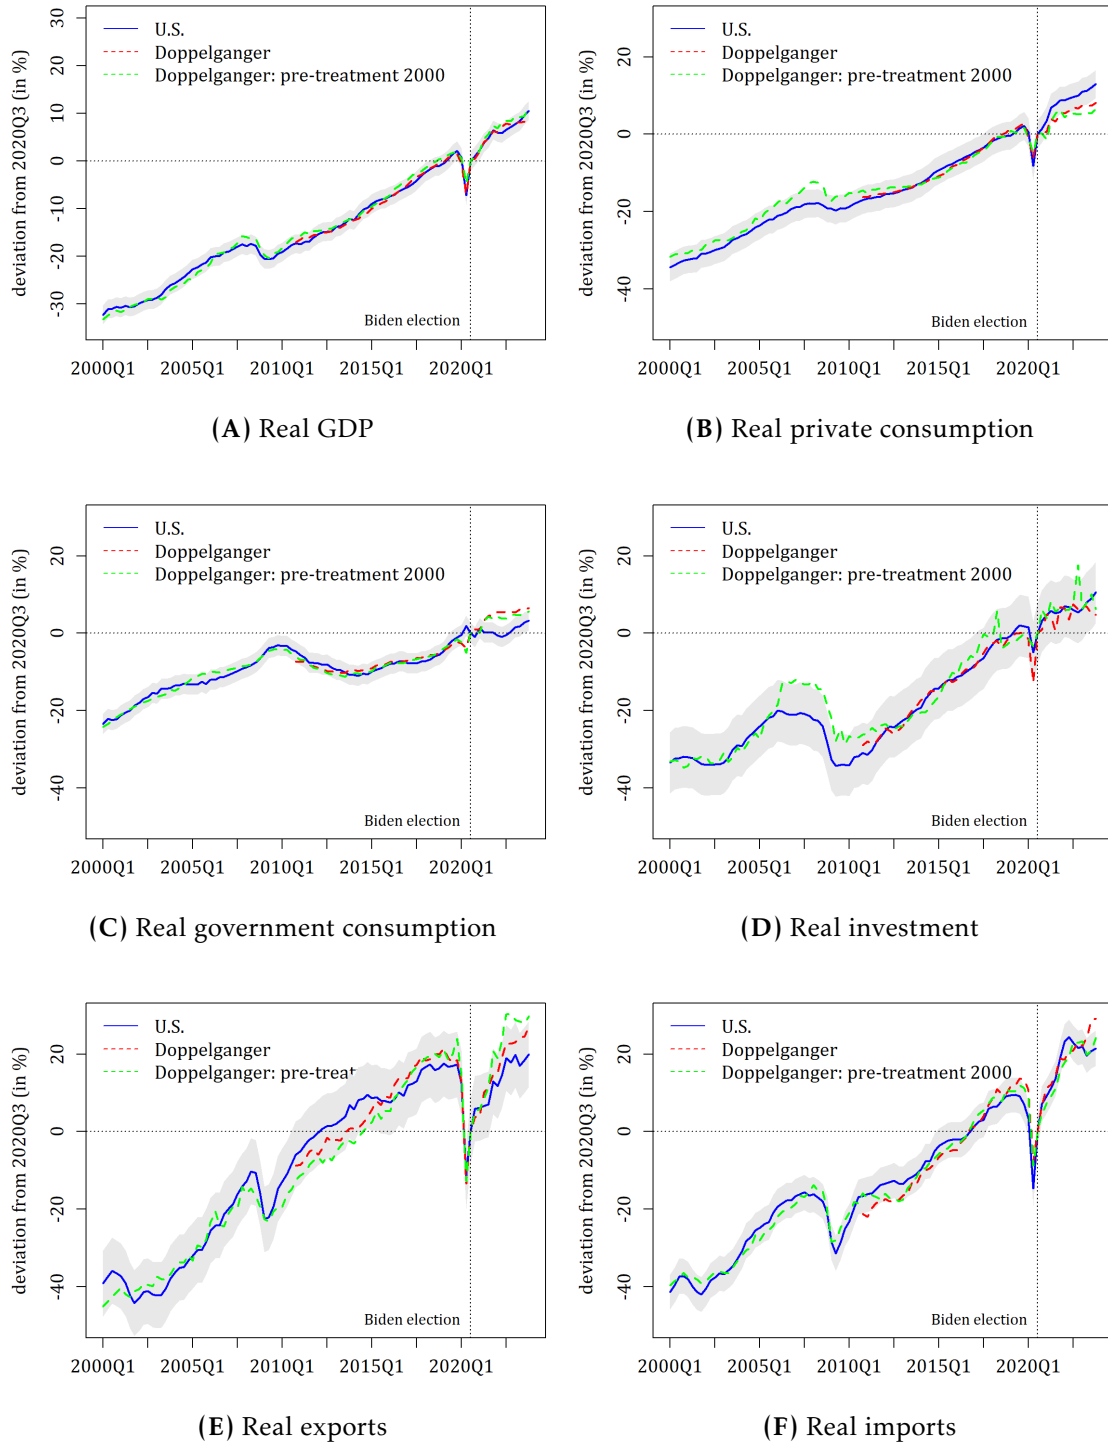 deviation from 2020Q3 (in %)
30
20
10
0
-10
-20
-30
U.S.
Doppelganger
Doppelganger: pre-treatment 2000
Biden election
2000Q1 2005Q1 2010Q1 2015Q1 2020Q1
(A) Real GDP
deviation from 2020Q3 (in %)
20
0
-20
-40
U.S.
Doppelganger
Doppelganger: pre-treatment 2000
Biden election
2000Q1 2005Q1 2010Q1 2015Q1 2020Q1
(B) Real private consumption
deviation from 2020Q3 (in %)
20
0
-20
-40
U.S.
Doppelganger
Doppelganger: pre-treatment 2000
Biden election
2000Q1 2005Q1 2010Q1 2015Q1 2020Q1
(C) Real government consumption
deviation from 2020Q3 (in %)
20
0
-20
-40
U.S.
Doppelganger
Doppelganger: pre-treatment 2000
Biden election
2000Q1 2005Q1 2010Q1 2015Q1 2020Q1
(D) Real investment
deviation from 2020Q3 (in %)
20
0
-20
-40
U.S.
Doppelganger
Doppelganger: pre-treat
Biden election
2000Q1 2005Q1 2010Q1 2015Q1 2020Q1
(E) Real exports
deviation from 2020Q3 (in %)
20
0
-20
-40
U.S.
Doppelganger
Doppelganger: pre-treatment 2000
Biden election
2000Q1 2005Q1 2010Q1 2015Q1 2020Q1
(F) Real imports